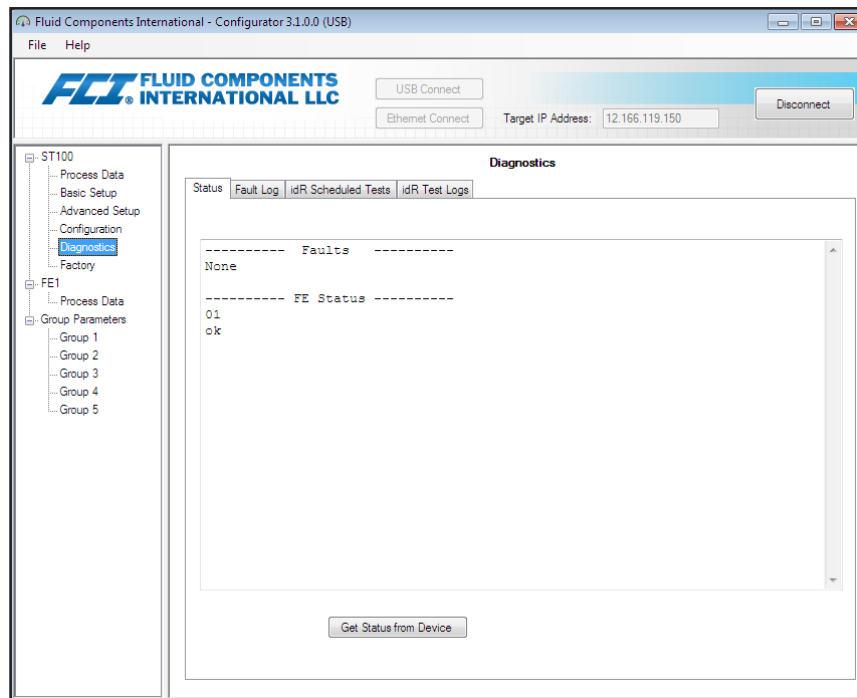 Fluid Components International - Configurator 3.1.0.0 (USB)
File Help
FCI® FLUID COMPONENTS
INTERNATIONAL LLC
USB Connect
Ethernet Connect
Target IP Address: 12.166.119.150
Disconnect
ST100
Process Data
Basic Setup
Advanced Setup
Configuration
Diagnostics
Factory
FE1
Process Data
Group Parameters
Group 1
Group 2
Group 3
Group 4
Group 5
Diagnostics
Status Fault Log idR Scheduled Tests idR Test Logs
---------- Faults ----------
None
---------- FE Status ----------
01
ok
Get Status from Device